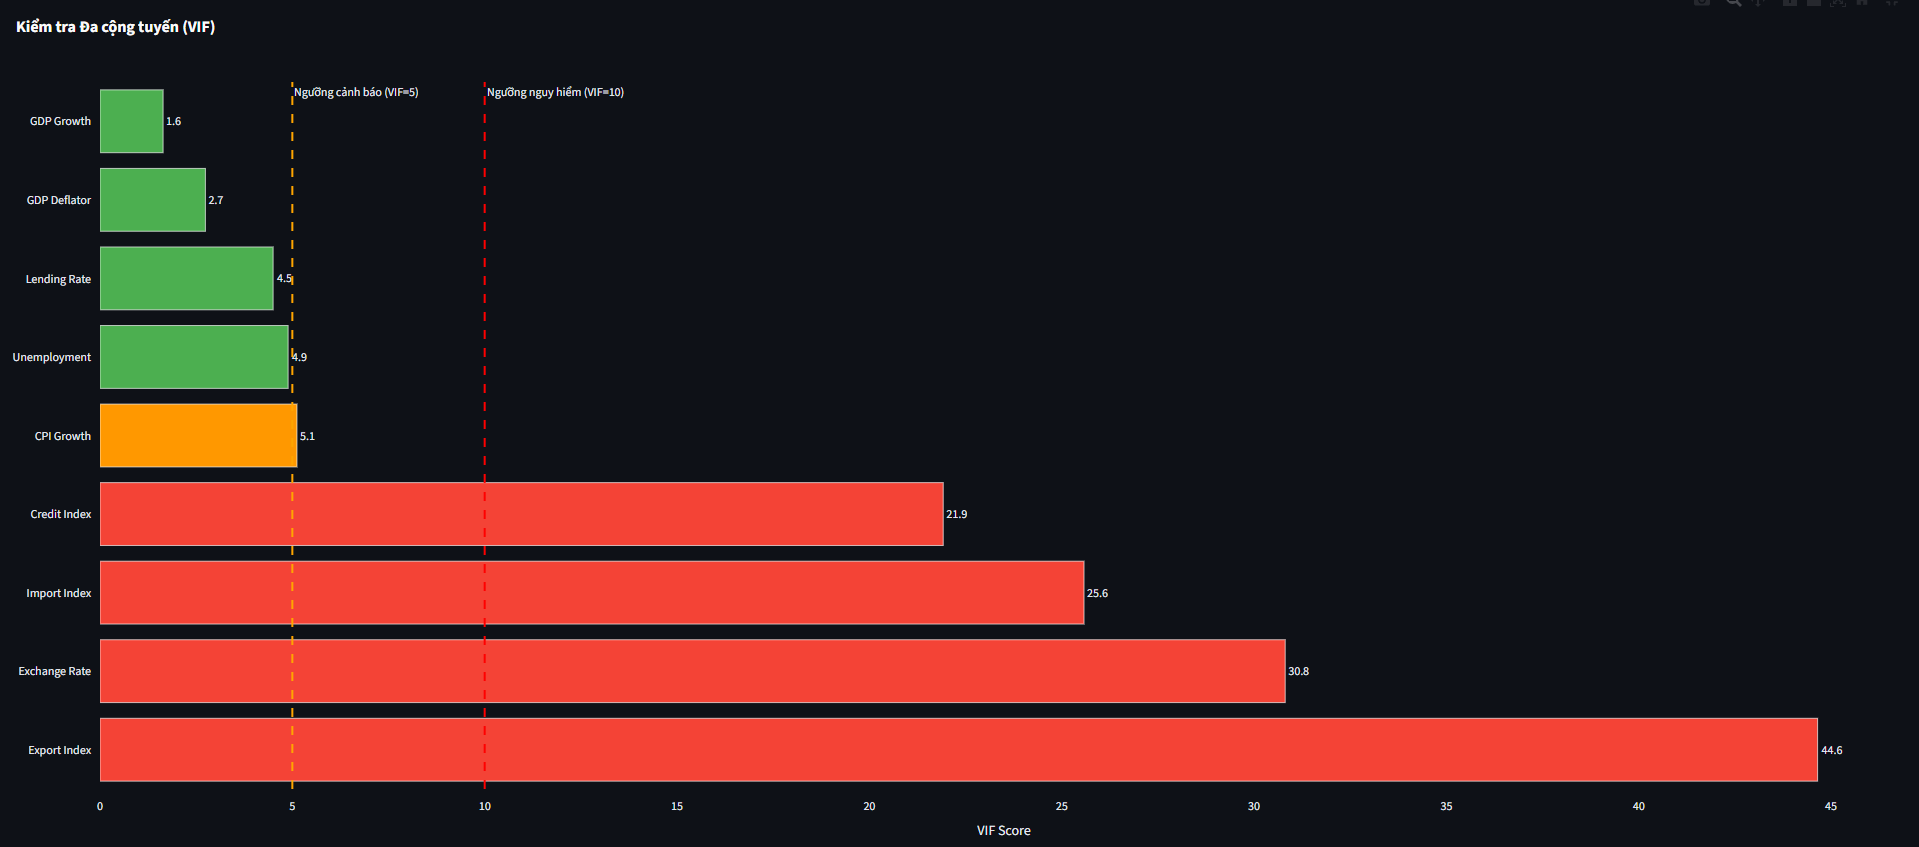 Kiểm tra Đa cộng tuyến (VIF)
Ngưỡng cảnh báo (VIF=5)
Ngưỡng nguy hiểm (VIF=10)
GDP Growth
1.6
GDP Deflator
2.7
Lending Rate
4.5
Unemployment
4.9
CPI Growth
5.1
Credit Index
21.9
Import Index
25.6
Exchange Rate
30.8
Export Index
44.6
0 5 10 15 20 25 30 35 40 45
VIF Score